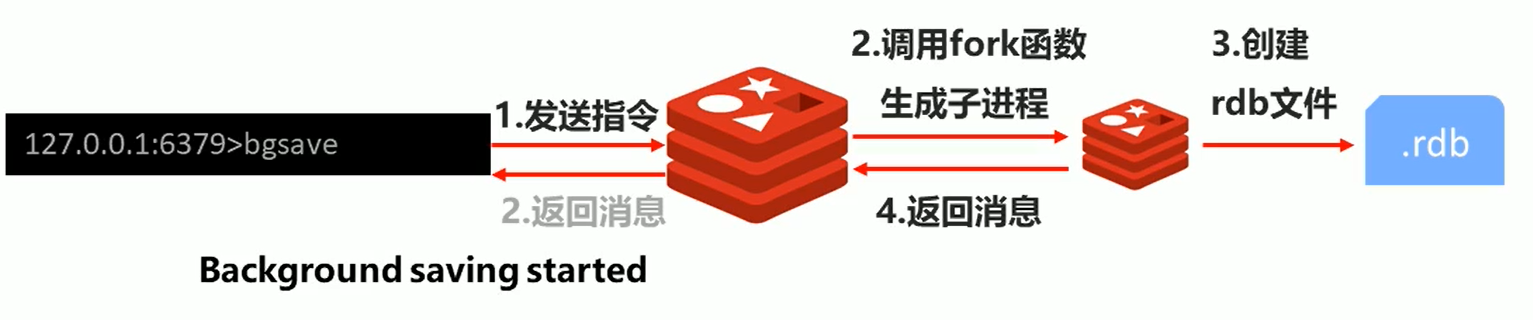 127.0.0.1:6379>bgsave
1.发送指令
2.返回消息
Background saving started
2.调用fork函数
生成子进程
4.返回消息
3.创建
rdb文件
.rdb